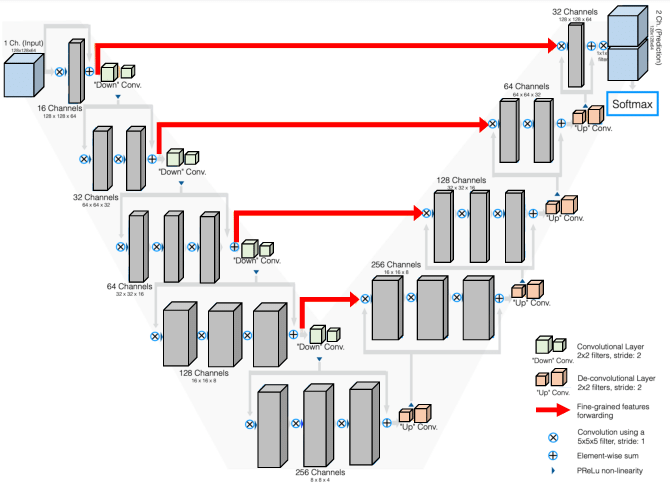 1 Ch. (Input)
128x128x64
"Down" Conv.
16 Channels
128 x 128 x 64
"Down" Conv.
32 Channels
64 x 64 x 32
"Down" Conv.
64 Channels
32 x 32 x 16
"Down" Conv.
128 Channels
16 x 16 x 8
256 Channels
8 x 8 x 4
"Up" Conv.
256 Channels
16 x 16 x 8
"Up" Conv.
128 Channels
32 x 32 x 16
"Up" Conv.
64 Channels
64 x 64 x 32
"Up" Conv.
32 Channels
128 x 128 x 64
1x1x1
filter
2 Ch. (Prediction)
128x128x64
Softmax
"Down" Conv.
Convolutional Layer
2x2 filters, stride: 2
"Up" Conv.
De-convolutional Layer
2x2 filters, stride: 2
Fine-grained features
forwarding
Convolution using a
5x5x5 filter, stride: 1
Element-wise sum
PReLu non-linearity